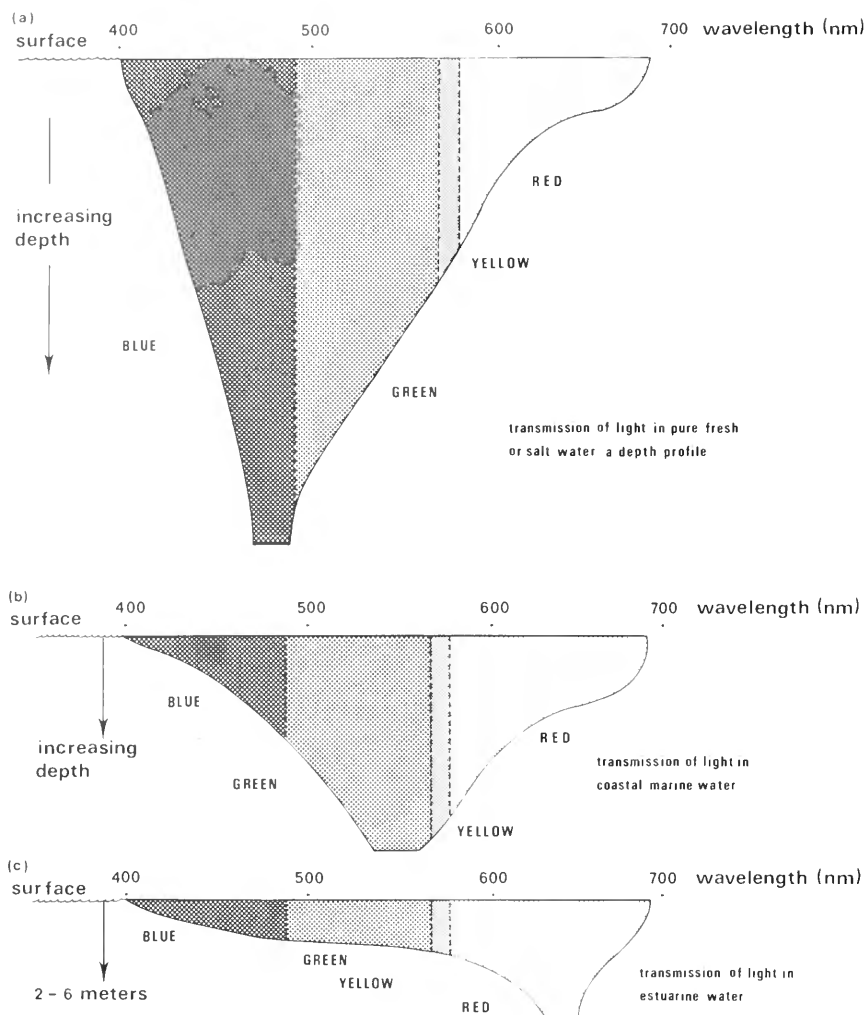 (a)
400 500 600 700 wavelength (nm)
surface
RED
increasing
depth
YELLOW
BLUE
GREEN
transmission of light in pure fresh
or salt water a depth profile
(b)
400 500 600 700 wavelength (nm)
surface
BLUE
RED
increasing
depth
GREEN
transmission of light in
coastal marine water
YELLOW
(c)
400 500 600 700 wavelength (nm)
surface
BLUE
GREEN
YELLOW
transmission of light in
estuarine water
2 - 6 meters
RED